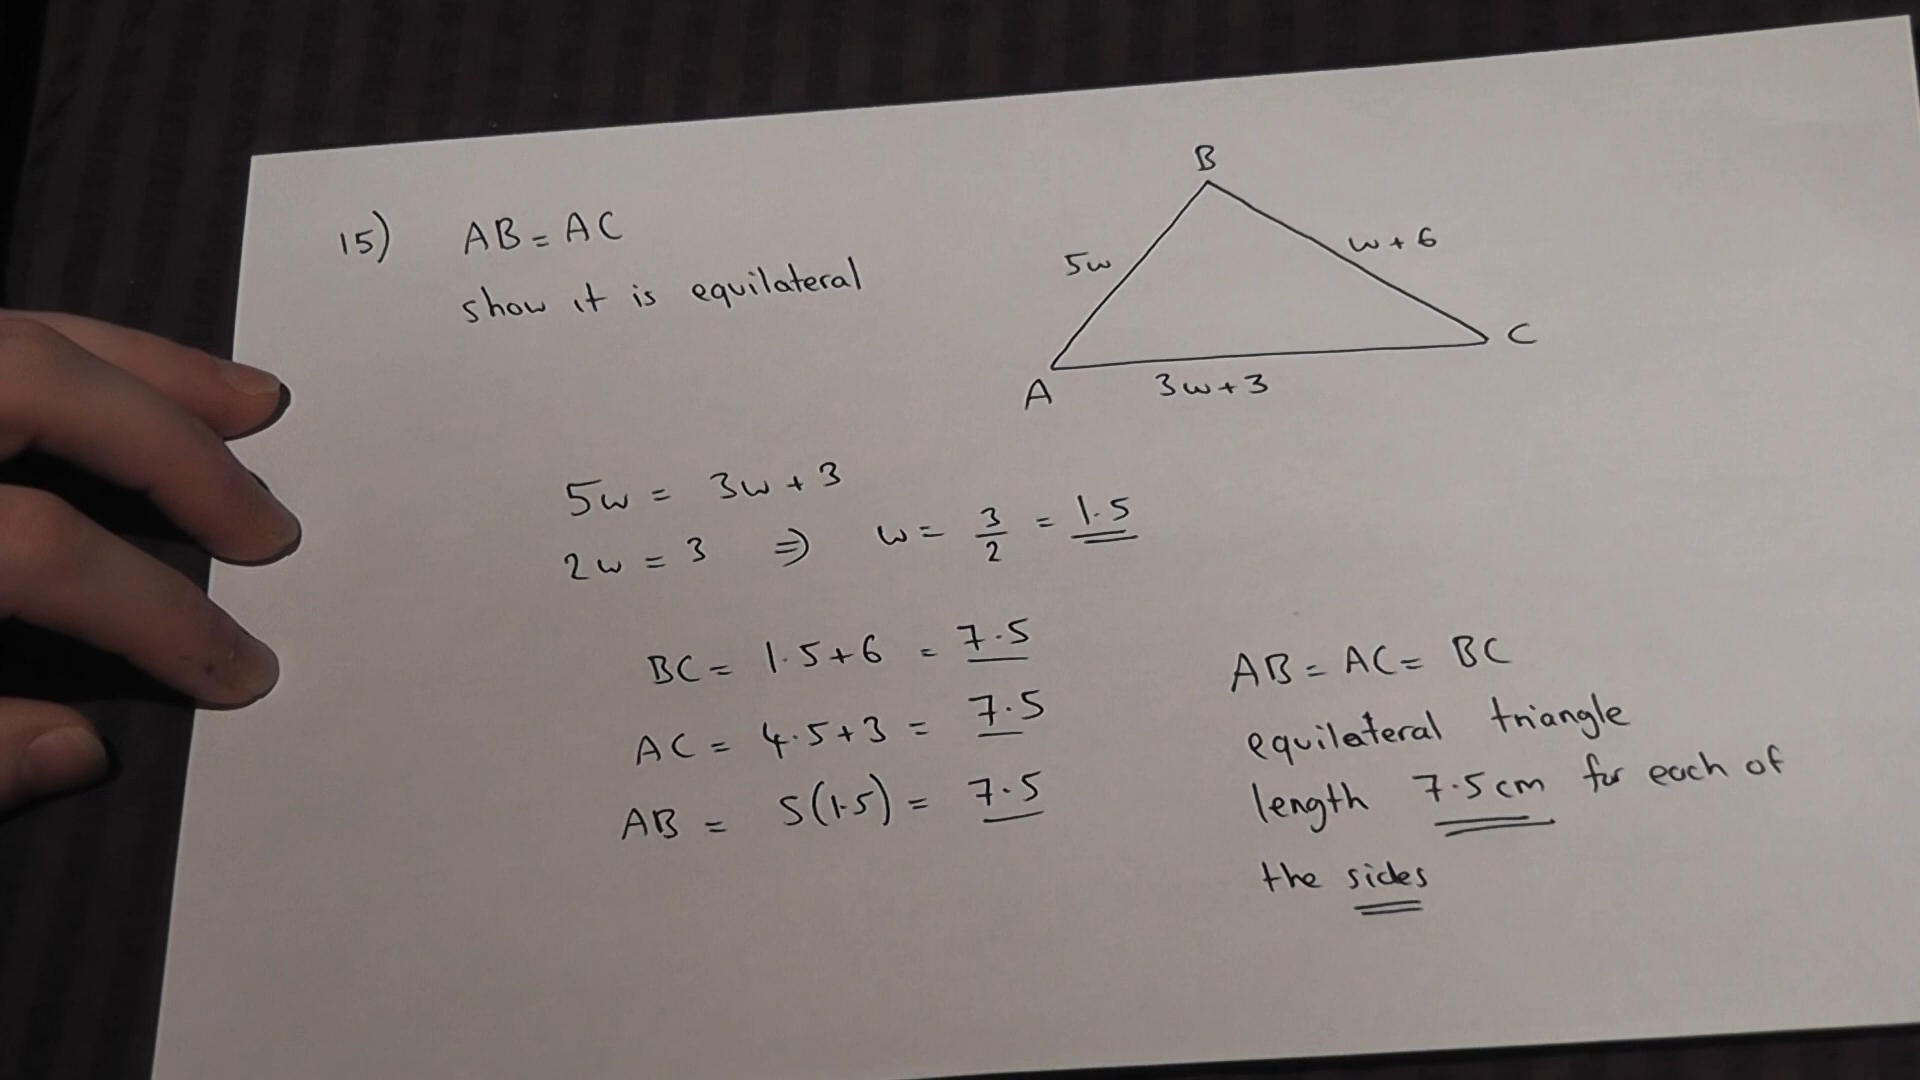 15) AB = AC
show it is equilateral
B
5w
w + 6
A
C
3w + 3
5w = 3w + 3
2w = 3 ⇒ w = 3/2 = 1.5
BC = 1.5 + 6 = 7.5
AC = 4.5 + 3 = 7.5
AB = 5(1.5) = 7.5
AB = AC = BC
equilateral triangle
length 7.5 cm for each of
the sides